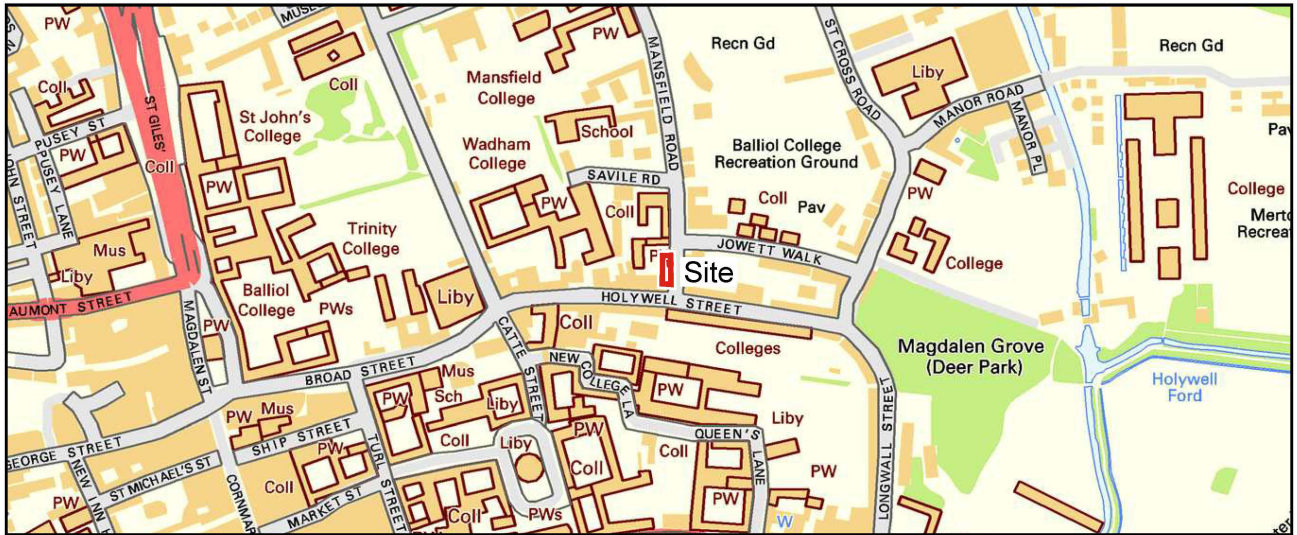 PW
MUSE
PW
Recn Gd
Recn Gd
Coll
ST GILES'
Coll
Mansfield
College
MANSFIELD ROAD
ST CROSS ROAD
Liby
MANOR ROAD
MANOR PL
PUSEY ST
St John's
College
School
Balliol College
Recreation Ground
Pav
PW
Coll
PUSEY LANE
JOHN STREET
Wadham
College
SAVILE RD
PW
PW
PW
College
Coll
Coll
Pav
Mus
Trinity
College
JOWETT WALK
College
Liby
Site
AUMONT STREET
Balliol
College
PWs
Liby
HOLYWELL STREET
MAGDALEN ST
PW
CATTE STREET
Coll
Colleges
Magdalen Grove
(Deer Park)
BROAD STREET
NEW
COLLEGE LA
Mus
Sch
PW
Liby
PW
Holywell
Ford
LONGWALL STREET
PW
Mus
SHIP STREET
TURL STREET
Coll
Liby
PW
Liby
QUEEN'S
LANE
GEORGE STREET
ST MICHAEL'S ST
PW
Coll
Coll
PW
NEW INN H
CORNMAR
Coll
MARKET ST
PW
Coll
PWs
PW
W